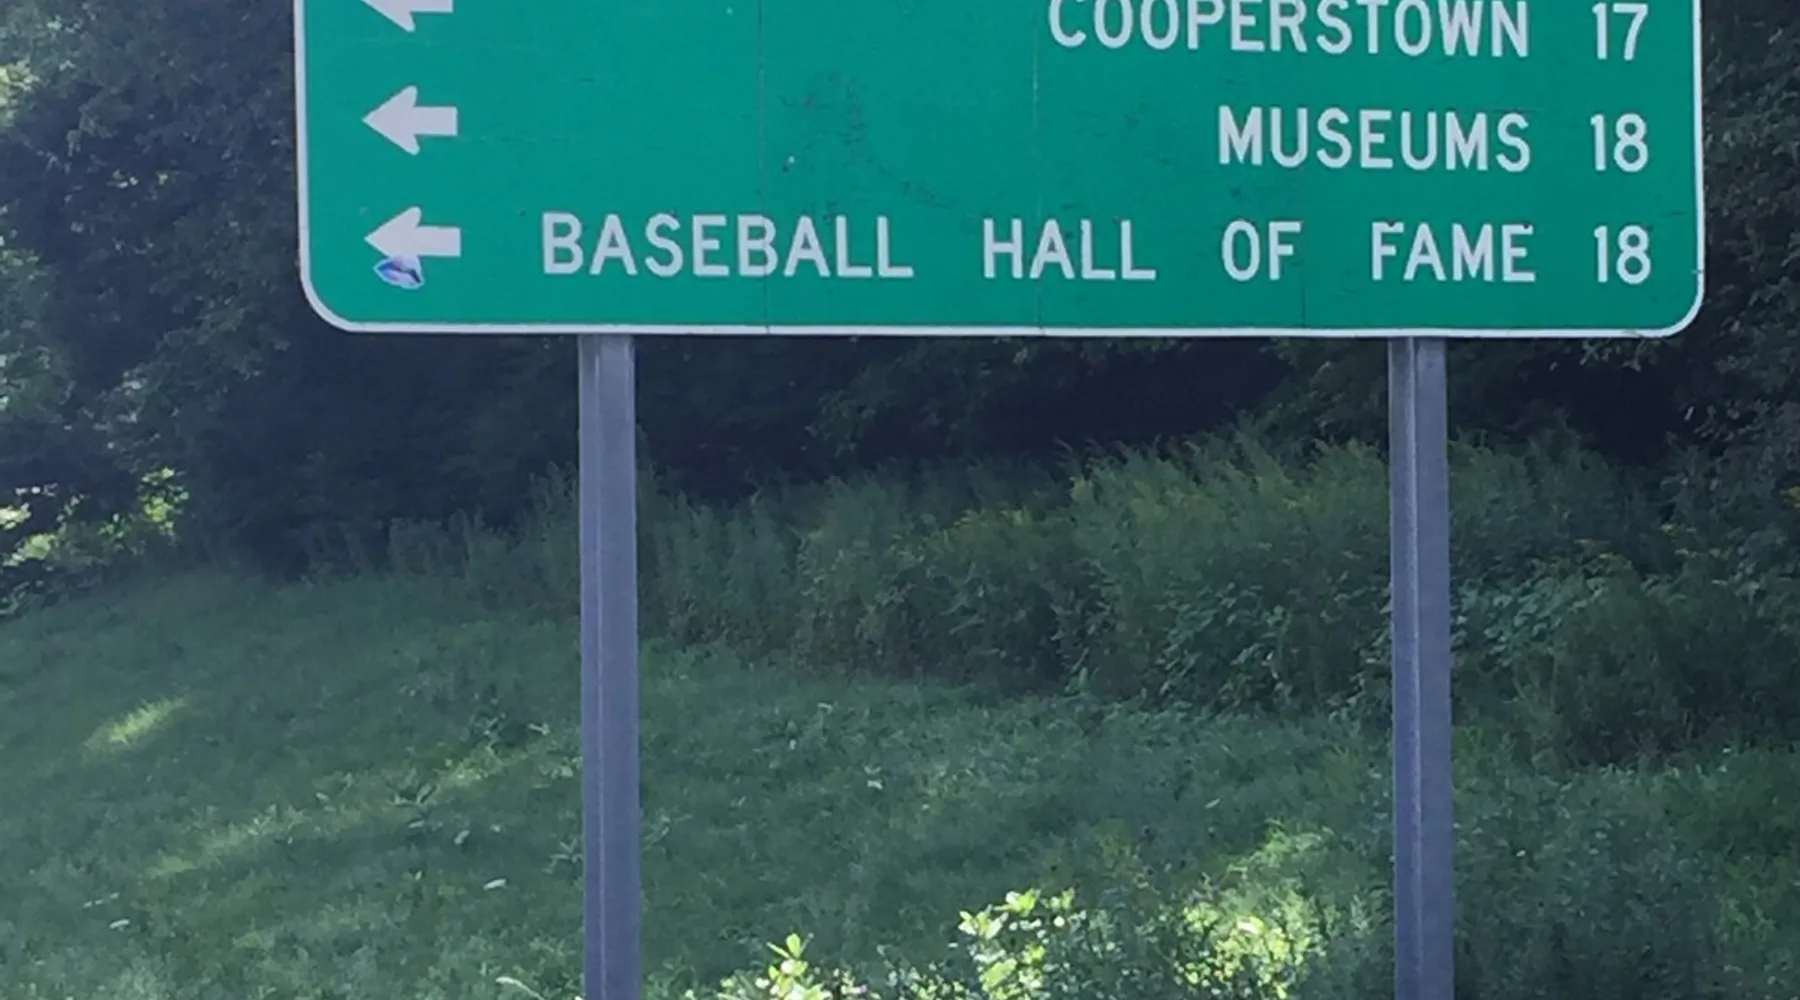 COOPERSTOWN 17
MUSEUMS 18
BASEBALL HALL OF FAME 18